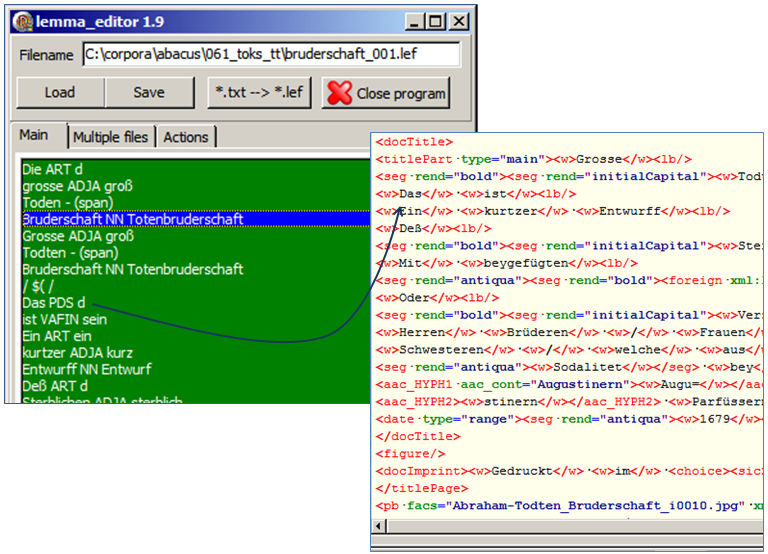 lemma_editor 1.9
Filename C:\corpora\abacus\061_toks_tt\bruderschaft_001.lef
Load Save *.txt --> *.lef Close program
Main Multiple files Actions
Die ART d
grosse ADJA groß
Toden - (span)
Bruderschaft NN Totenbruderschaft
Grosse ADJA groß
Todten - (span)
Bruderschaft NN Totenbruderschaft
/ $( /
Das PDS d
ist VAFIN sein
Ein ART ein
kurtzer ADJA kurz
Entwurff NN Entwurf
Deß ART d
Sterblichen ADJA sterblich
<docTitle>
<titlePart·type="main"><w>Grosse</w><lb/>
<seg·rend="bold"><seg·rend="initialCapital"><w>Tod
<w>Das</w>·<w>ist</w><lb/>
<w>Ein</w>·<w>kurtzer</w>·<w>Entwurff</w><lb/>
<w>Deß</w><lb/>
<seg·rend="bold"><seg·rend="initialCapital"><w>Ste
<w>Mit</w>·<w>beygefügten</w><lb/>
<seg·rend="antiqua"><seg·rend="bold"><foreign·xml:
<w>Oder</w><lb/>
<seg·rend="bold"><seg·rend="initialCapital"><w>Ver
<w>Herren</w>·<w>Brüderen</w>·<w>/</w>·<w>Frauen</w
<w>Schwesteren</w>·<w>/</w>·<w>welche</w>·<w>aus</w
<seg·rend="antiqua"><w>Sodalitet</w></seg>·<w>bey<
<aac_HYPH1·aac_cont="Augustinern"><w>Augu=</w></aa
<aac_HYPH2><w>stinern</w></aac_HYPH2>·<w>Parfüsser
<date·type="range"><seg·rend="antiqua"><w>1679</w>
</docTitle>
<figure/>
<docImprint><w>Gedruckt</w>·<w>im</w>·<choice><sic
</titlePage>
<pb·facs="Abraham-Todten_Bruderschaft_i0010.jpg"·x